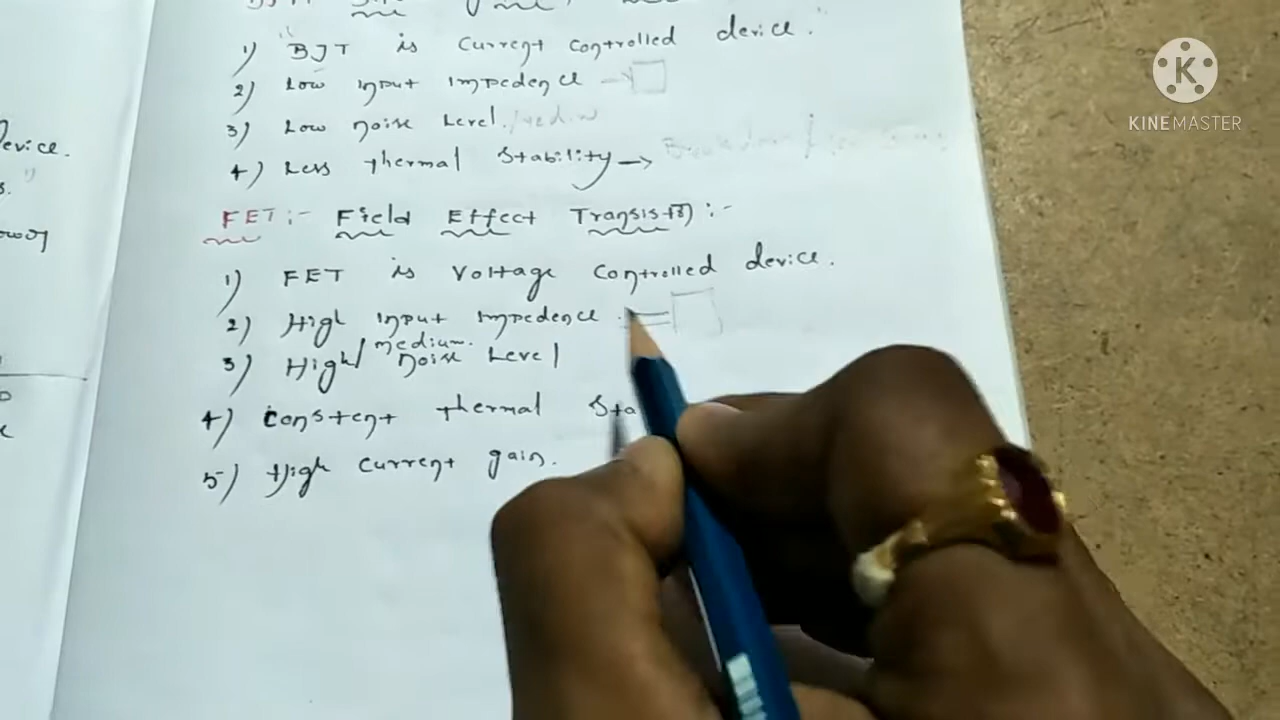 1) "BJT is current controlled device."
evice.
2) Low input impedence →
3) Low noise Level./medium
s."
4) Less thermal stability →
FET:- Field Effect Transistor:-
1) FET is Voltage controlled device.
2) High input impedence.
medium.
3) High/ noise Level
4) constent thermal sta
5) High current gain.
K
KINEMASTER